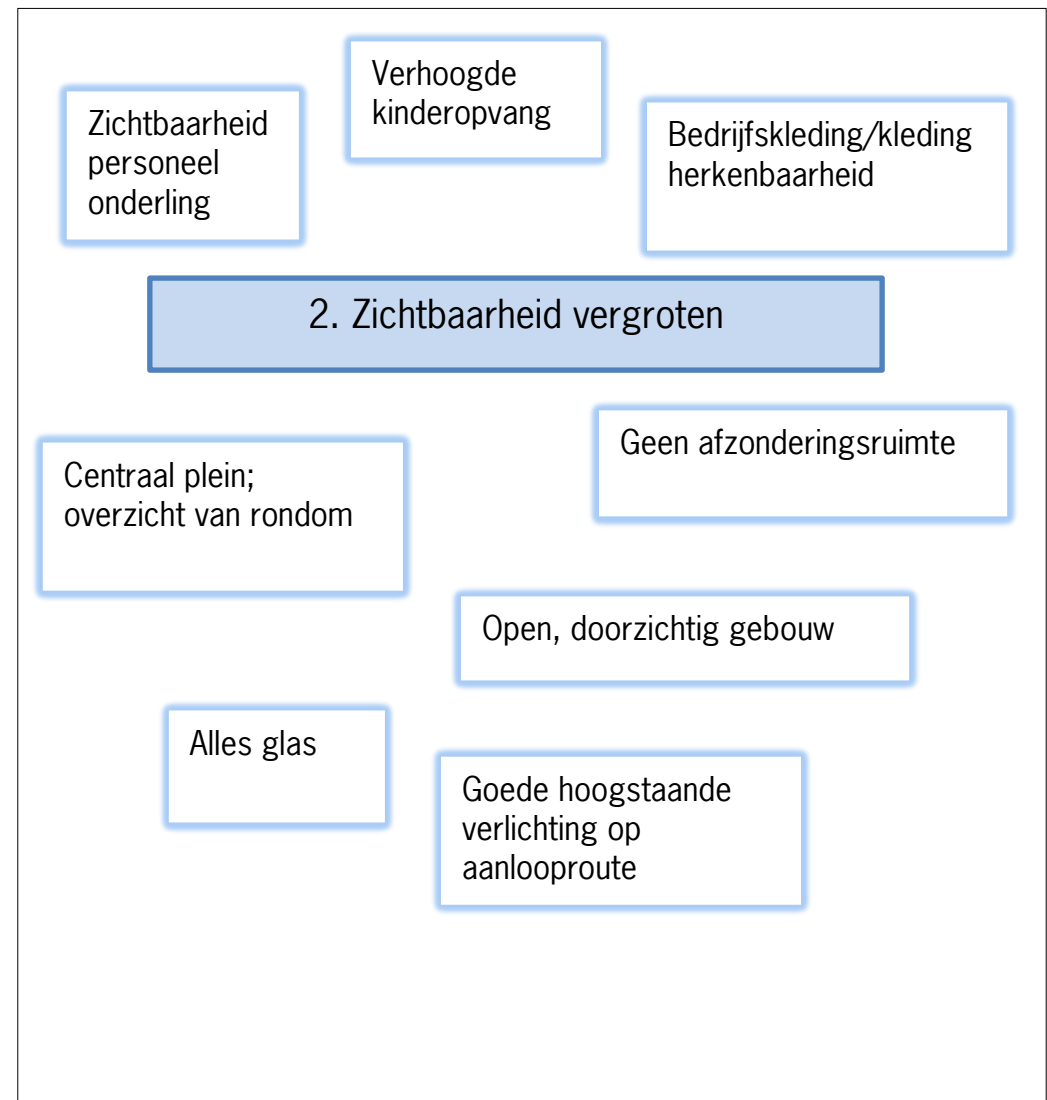 Verhoogde
kinderopvang
Zichtbaarheid
personeel
onderling
Bedrijfskleding/kleding
herkenbaarheid
2. Zichtbaarheid vergroten
Geen afzonderingsruimte
Centraal plein;
overzicht van rondom
Open, doorzichtig gebouw
Alles glas
Goede hoogstaande
verlichting op
aanlooproute